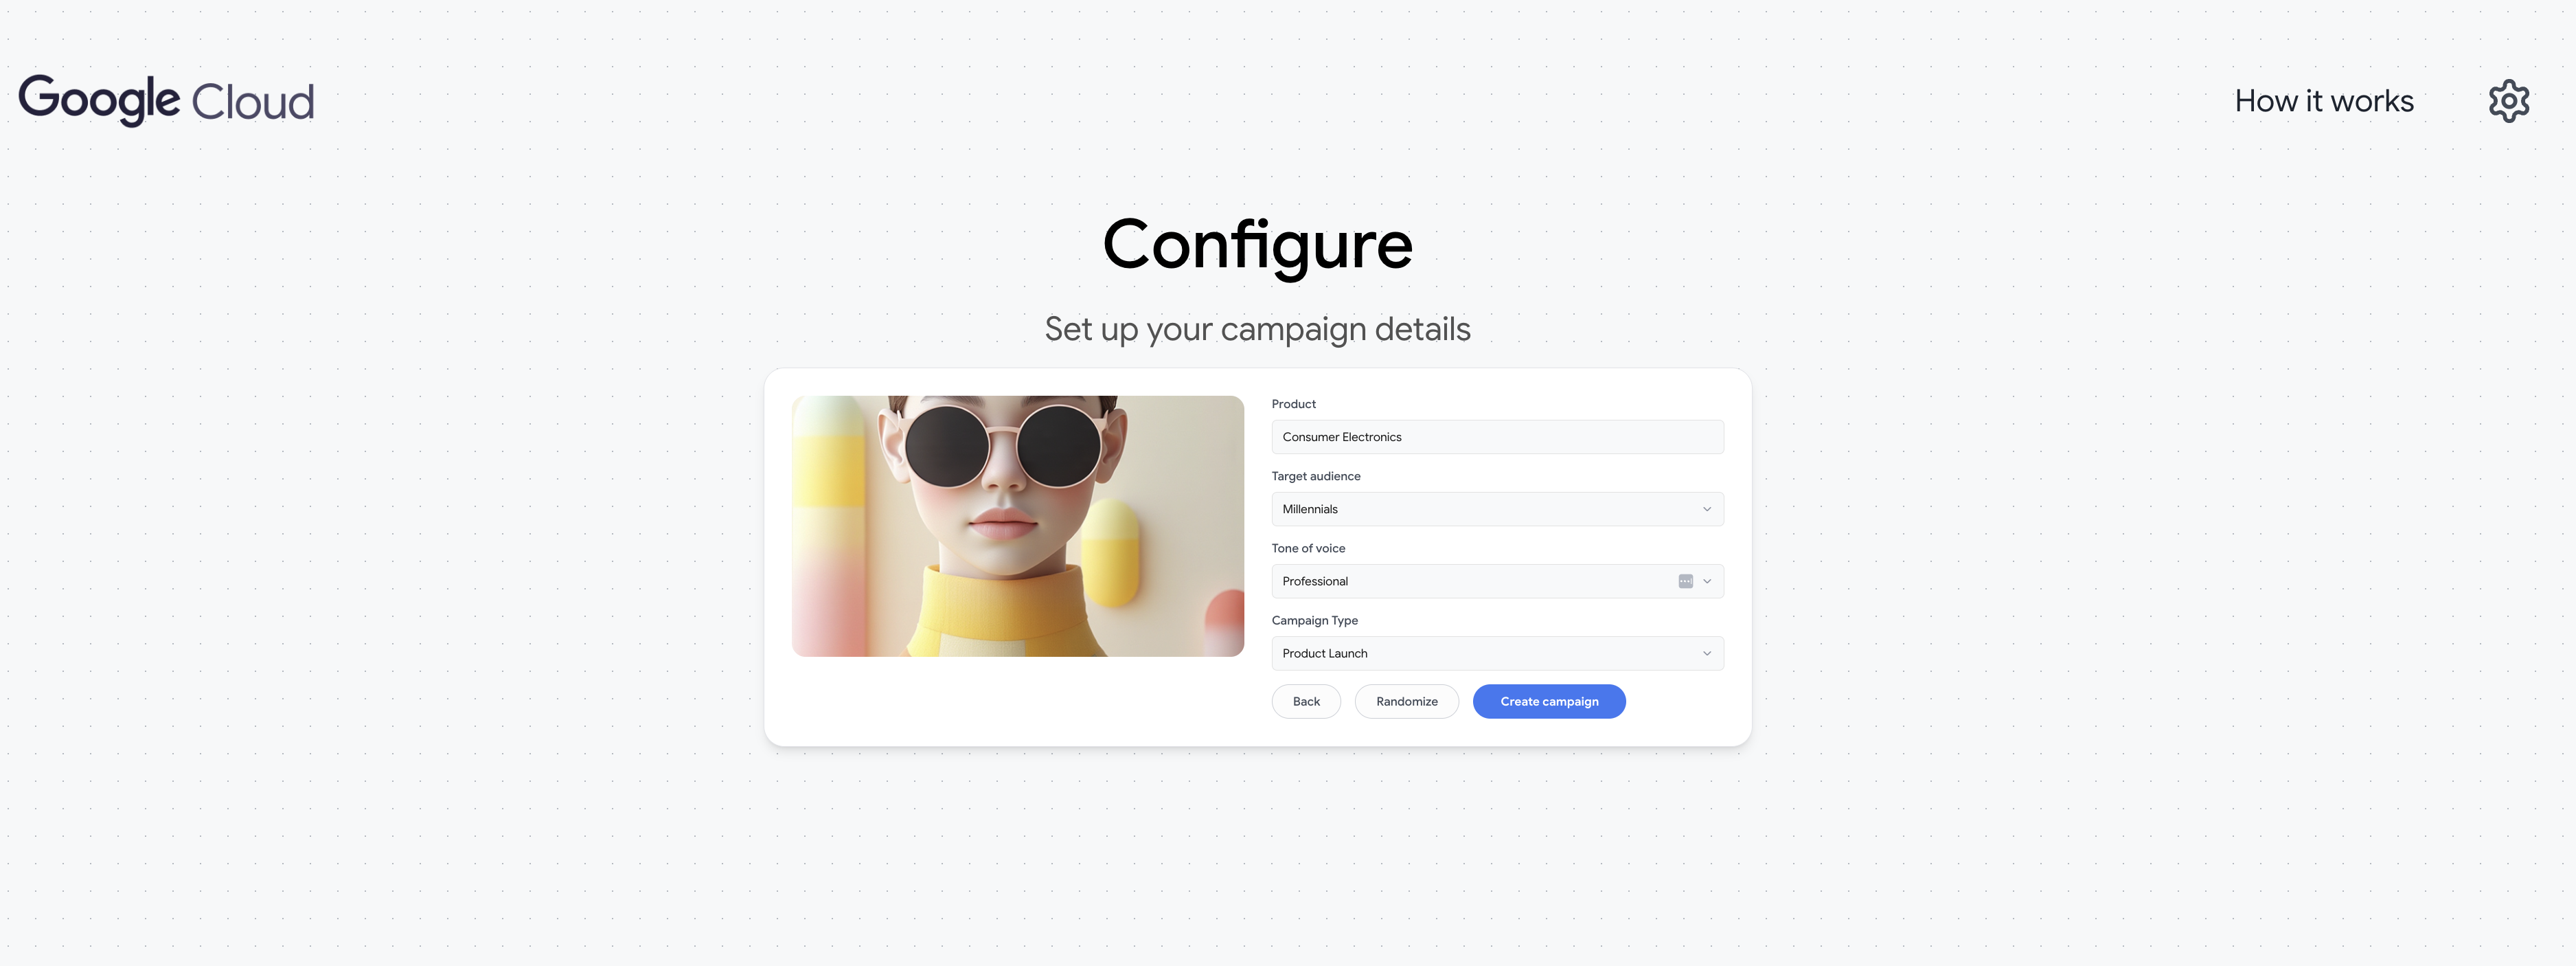 Google Cloud
How it works
Configure
Set up your campaign details
Product
Consumer Electronics
Target audience
Millennials
Tone of voice
Professional
Campaign Type
Product Launch
Back
Randomize
Create campaign